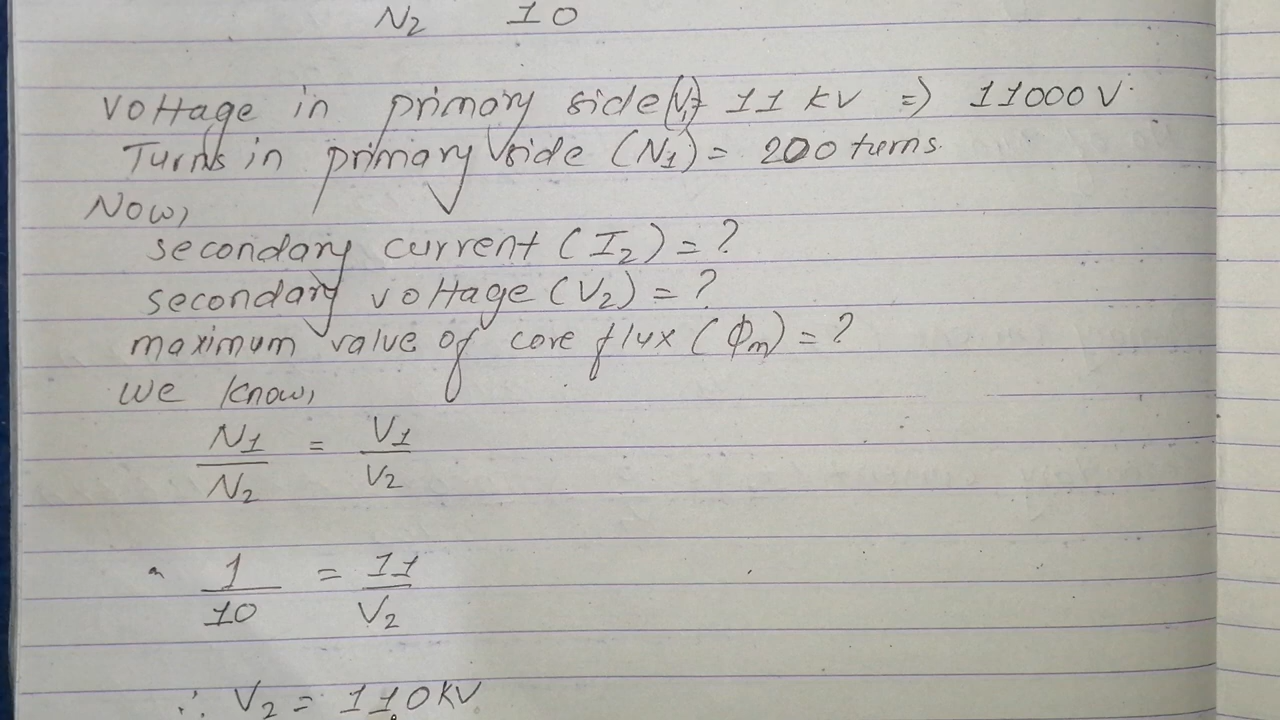 N2 10
Voltage in primary side (V1) = 11 kV => 11000 V.
Turns in primary side (N1) = 200 turns.
Now,
secondary current (I2) = ?
secondary voltage (V2) = ?
maximum value of core flux (ϕm) = ?
we know,
N1/N2 = V1/V2
1/10 = 11/V2
∴ V2 = 110 kV